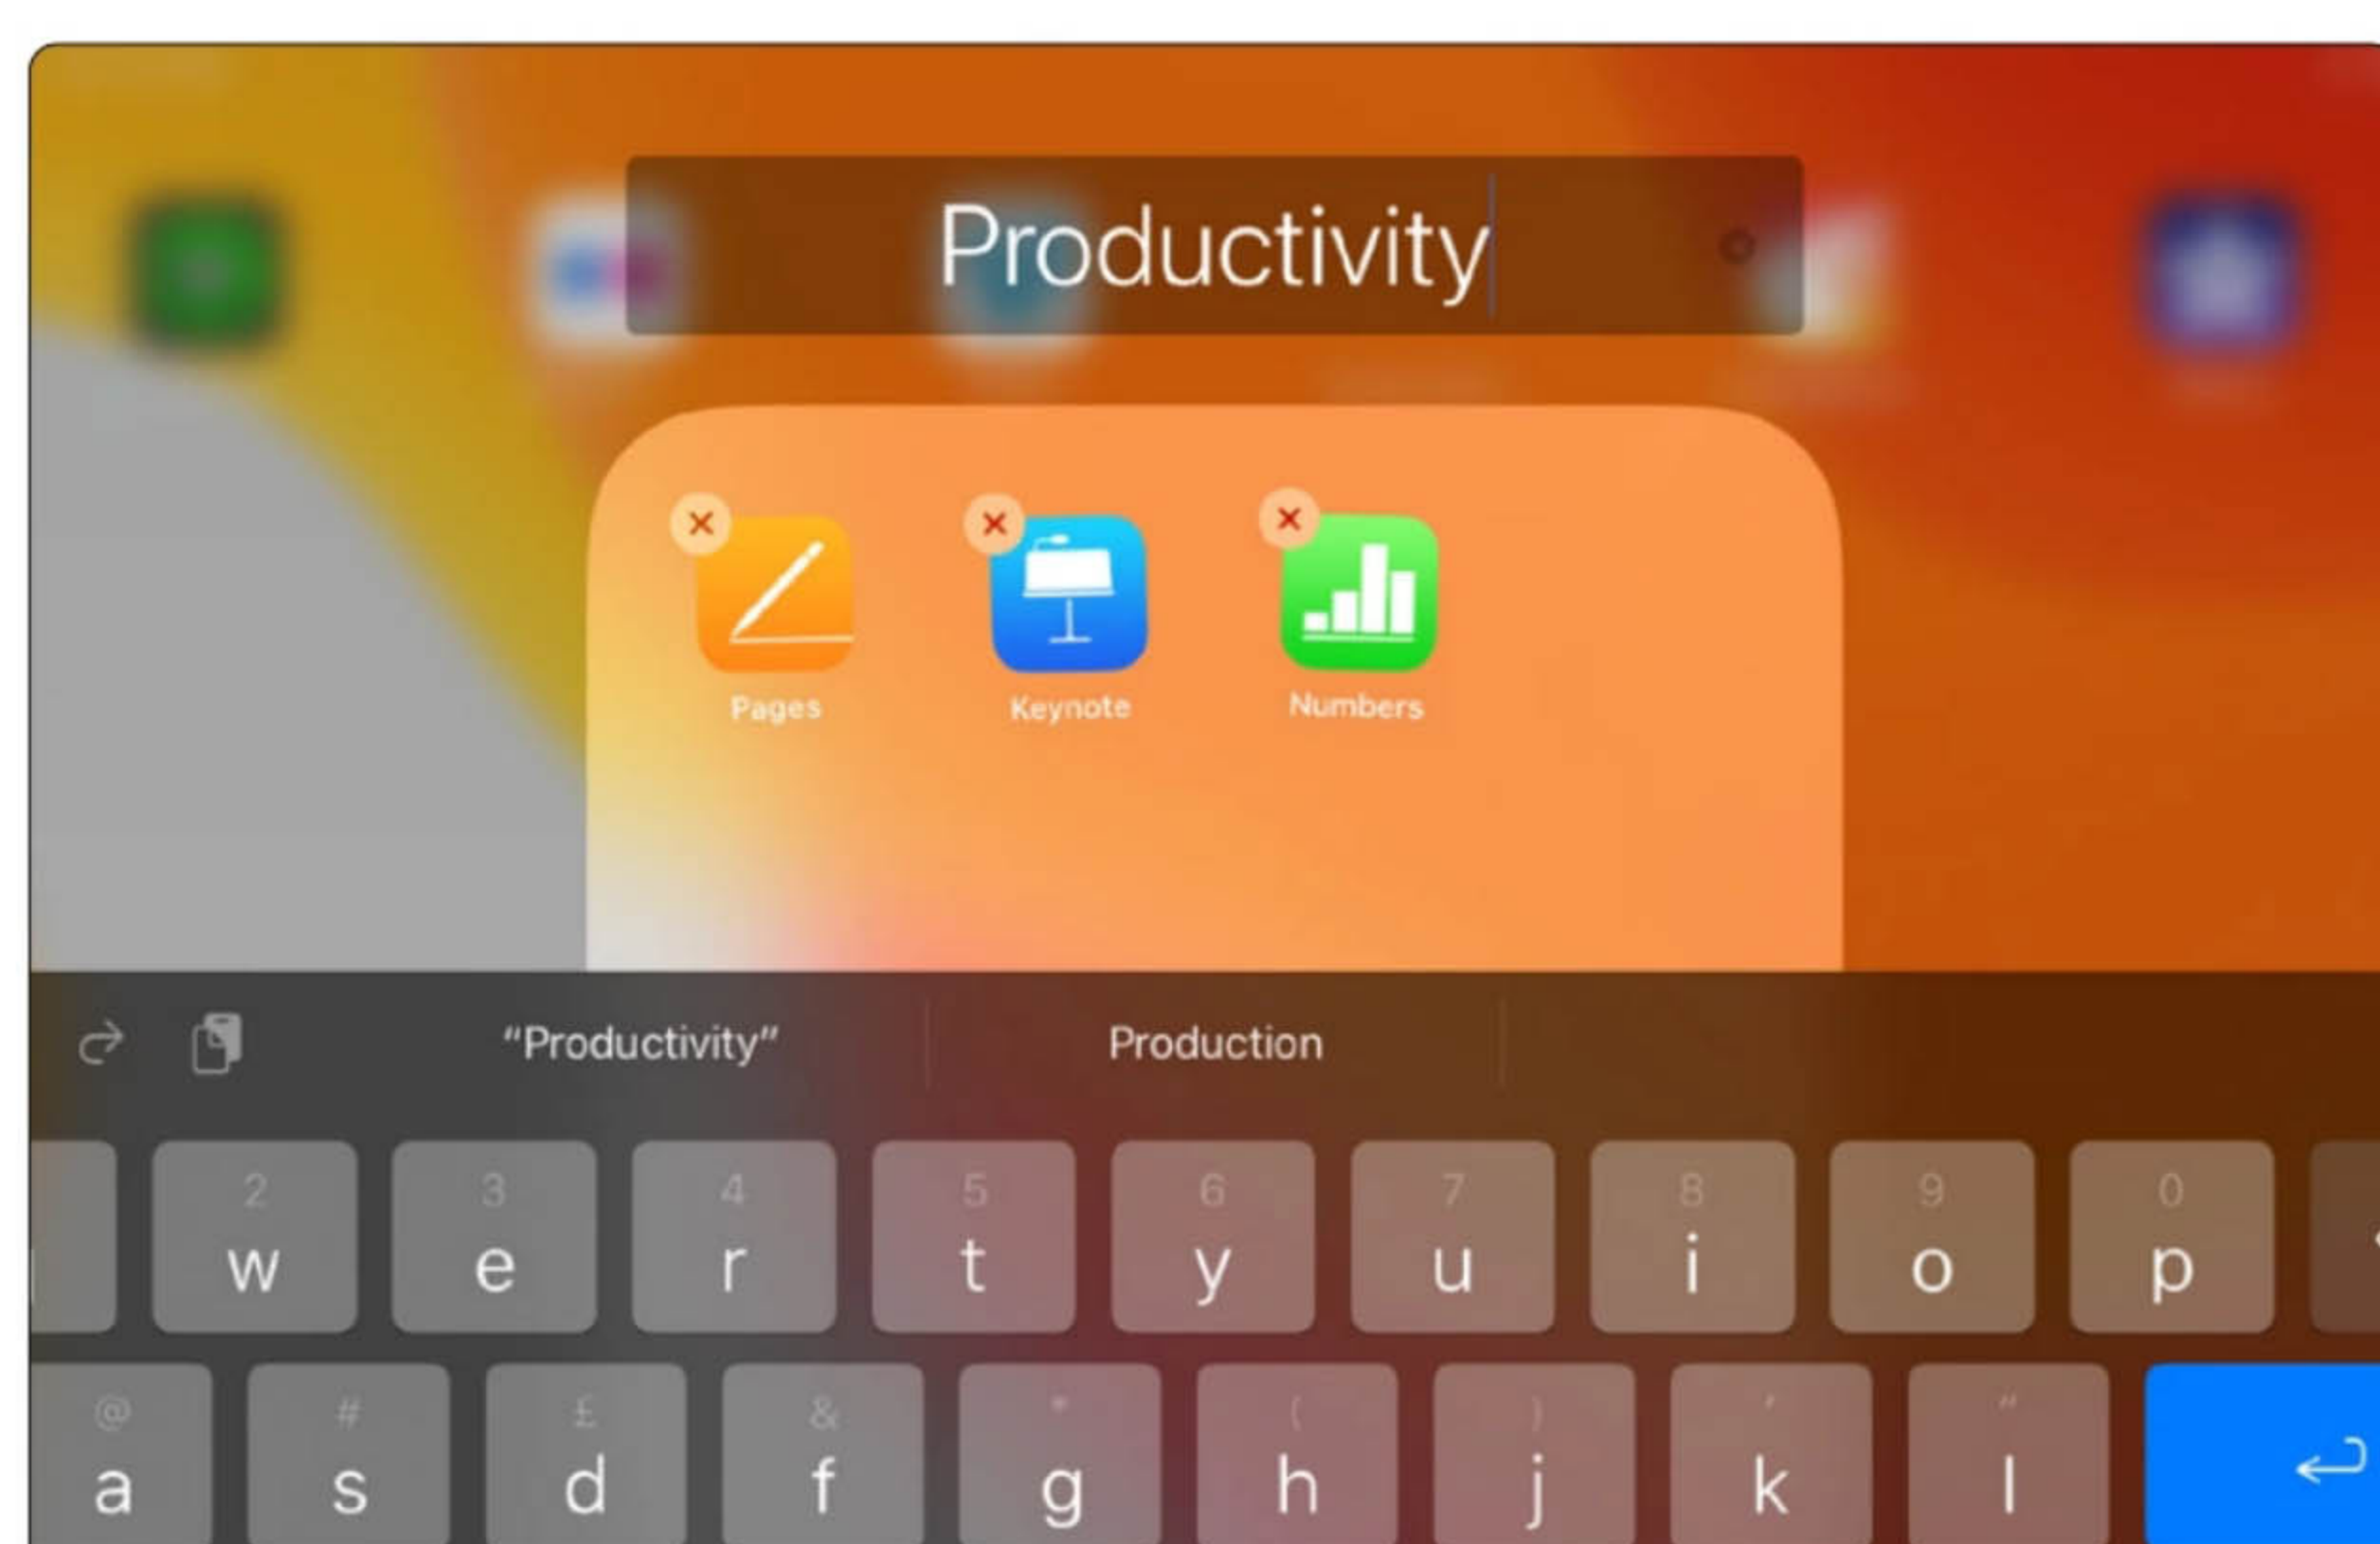 Productivity
Pages Keynote Numbers
“Productivity” Production
2 3 4 5 6 7 8 9 0
w e r t y u i o p
@ # £ & * ( ) ' "
a s d f g h j k l